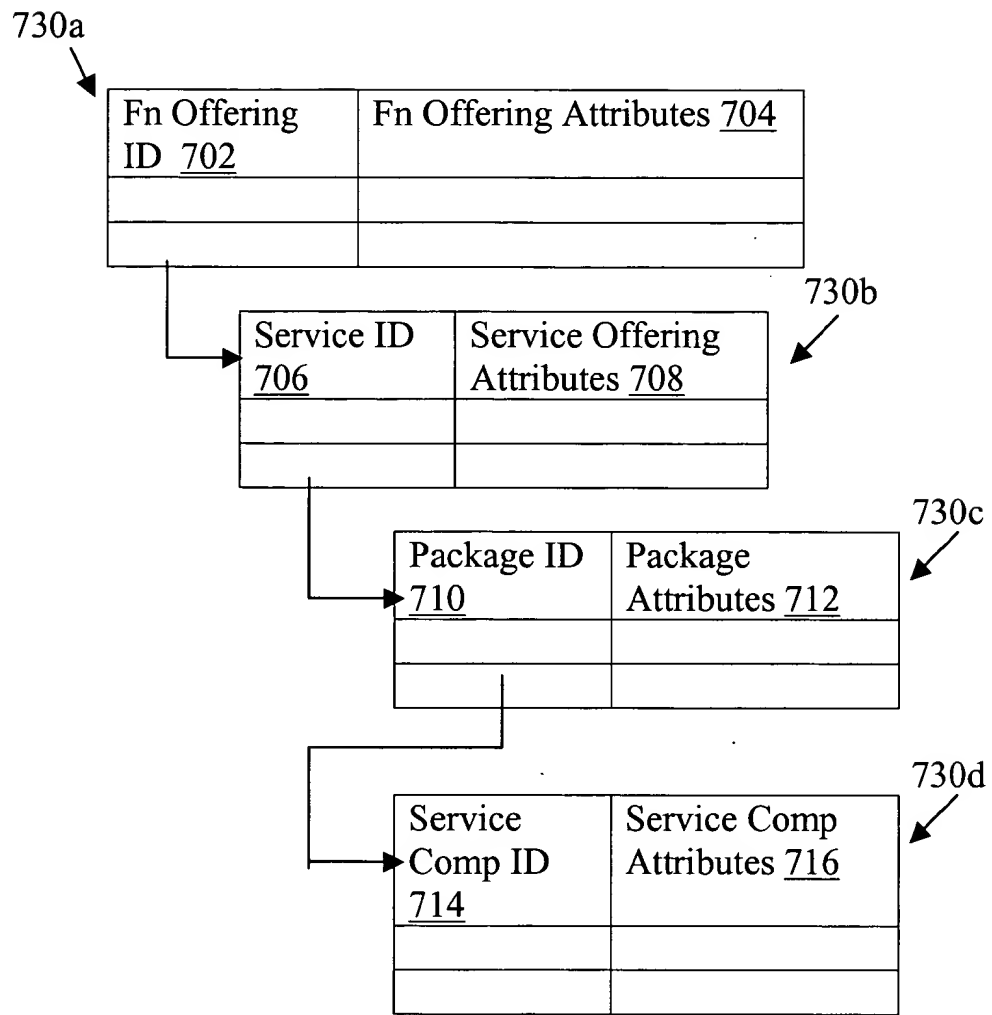 730a
Fn Offering
ID 702
Fn Offering Attributes 704
730b
Service ID
706
Service Offering
Attributes 708
730c
Package ID
710
Package
Attributes 712
730d
Service
Comp ID
714
Service Comp
Attributes 716